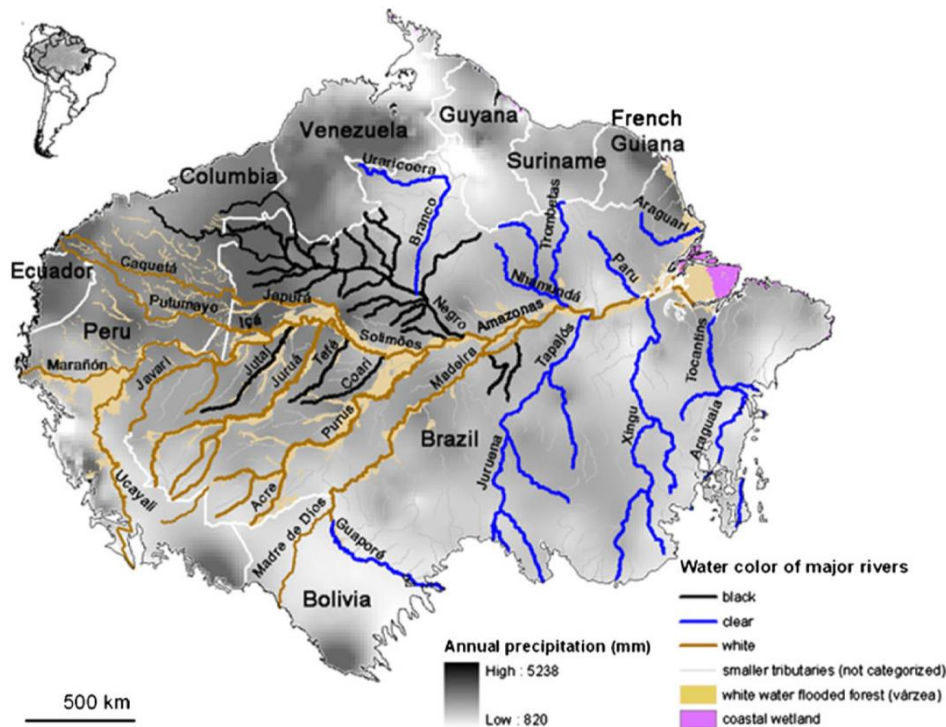 Guyana
French
Guiana
Venezuela
Suriname
Uraricoera
Columbia
Trombetas
Araguari
Branco
Paru
Nhamundá
Ecuador
Caquetá
Putumayo
Japurá
Negro
Amazonas
Içá
Solimões
Peru
Marañón
Javari
Jutaí
Juruá
Tefé
Coari
Madeira
Tapajós
Tocantins
Purus
Brazil
Xingu
Araguaia
Juruena
Ucayali
Acre
Madre de Dios
Guaporé
Bolivia
Water color of major rivers
black
clear
white
smaller tributaries (not categorized)
white water flooded forest (várzea)
coastal wetland
Annual precipitation (mm)
High : 5238
Low : 820
500 km